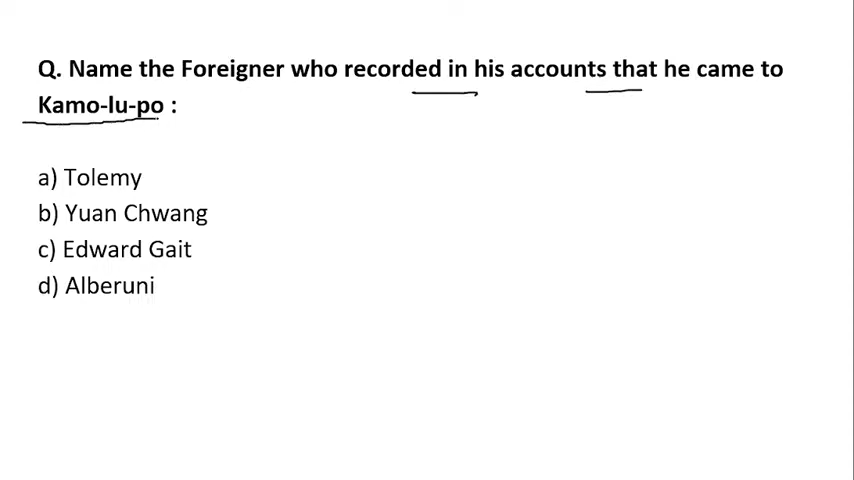 Q. Name the Foreigner who recorded in his accounts that he came to
Kamo-lu-po :
a) Tolemy
b) Yuan Chwang
c) Edward Gait
d) Alberuni